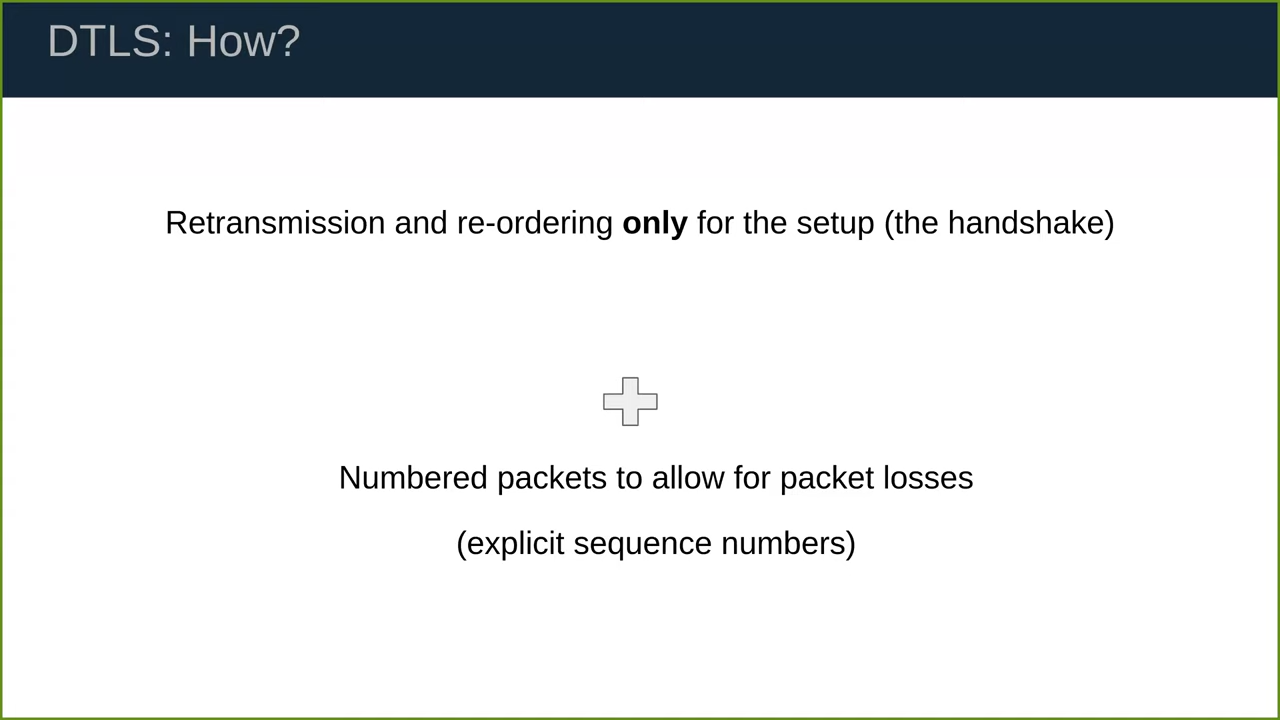 DTLS: How?
Retransmission and re-ordering only for the setup (the handshake)
Numbered packets to allow for packet losses
(explicit sequence numbers)